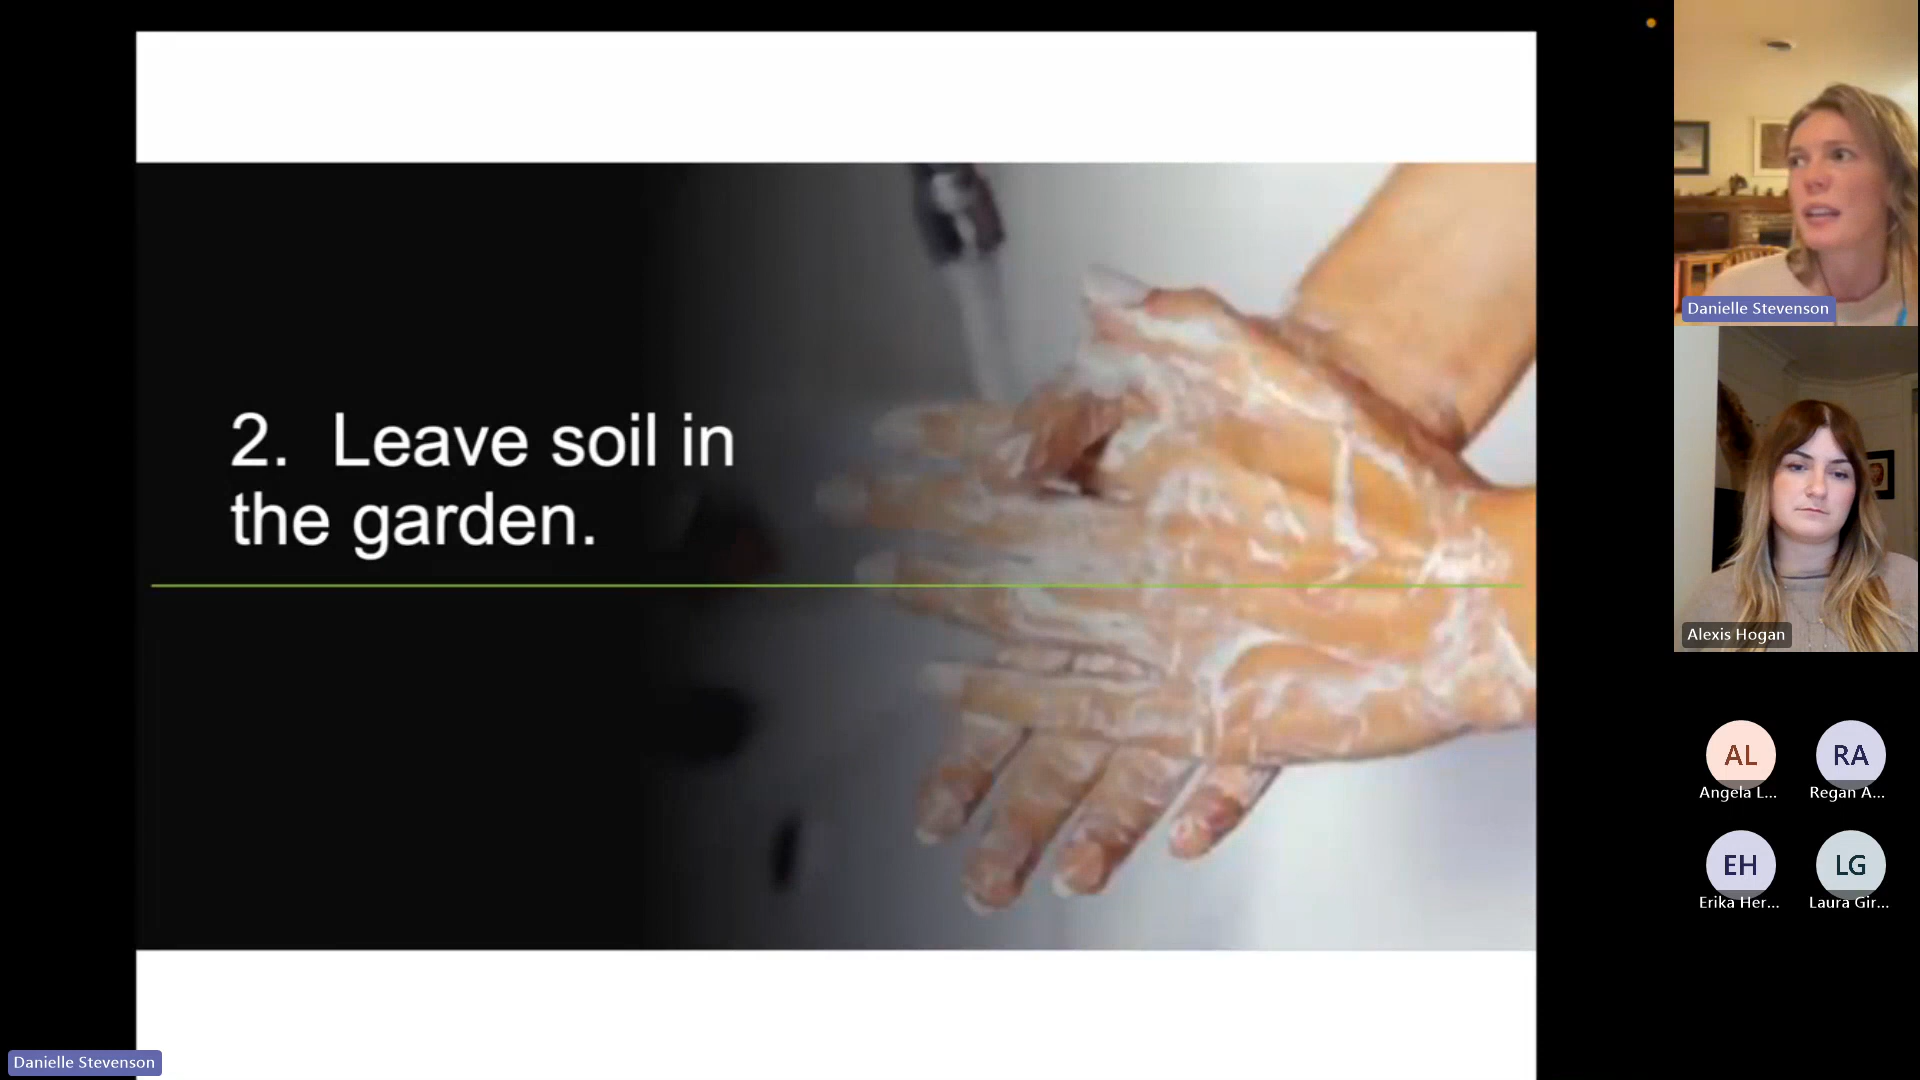 2. Leave soil in
the garden.
Danielle Stevenson
Alexis Hogan
AL
RA
Angela L...
Regan A...
EH
LG
Erika Her...
Laura Gir...
Danielle Stevenson